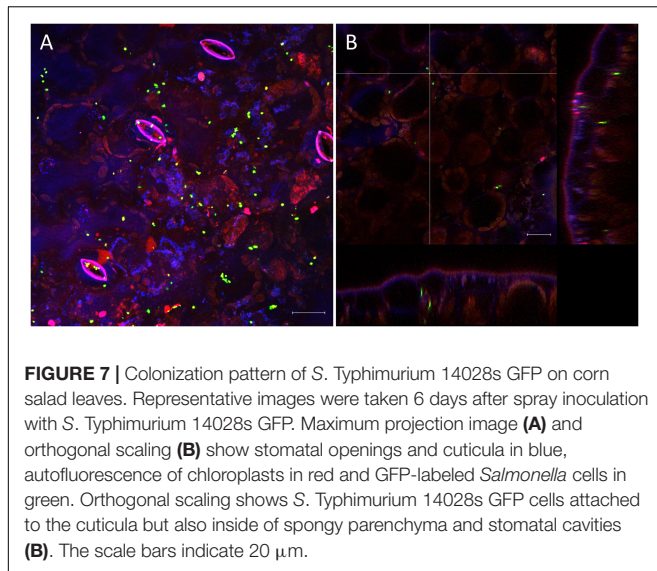 A
B
FIGURE 7 | Colonization pattern of S. Typhimurium 14028s GFP on corn
salad leaves. Representative images were taken 6 days after spray inoculation
with S. Typhimurium 14028s GFP. Maximum projection image (A) and
orthogonal scaling (B) show stomatal openings and cuticula in blue,
autofluorescence of chloroplasts in red and GFP-labeled Salmonella cells in
green. Orthogonal scaling shows S. Typhimurium 14028s GFP cells attached
to the cuticula but also inside of spongy parenchyma and stomatal cavities
(B). The scale bars indicate 20 μm.